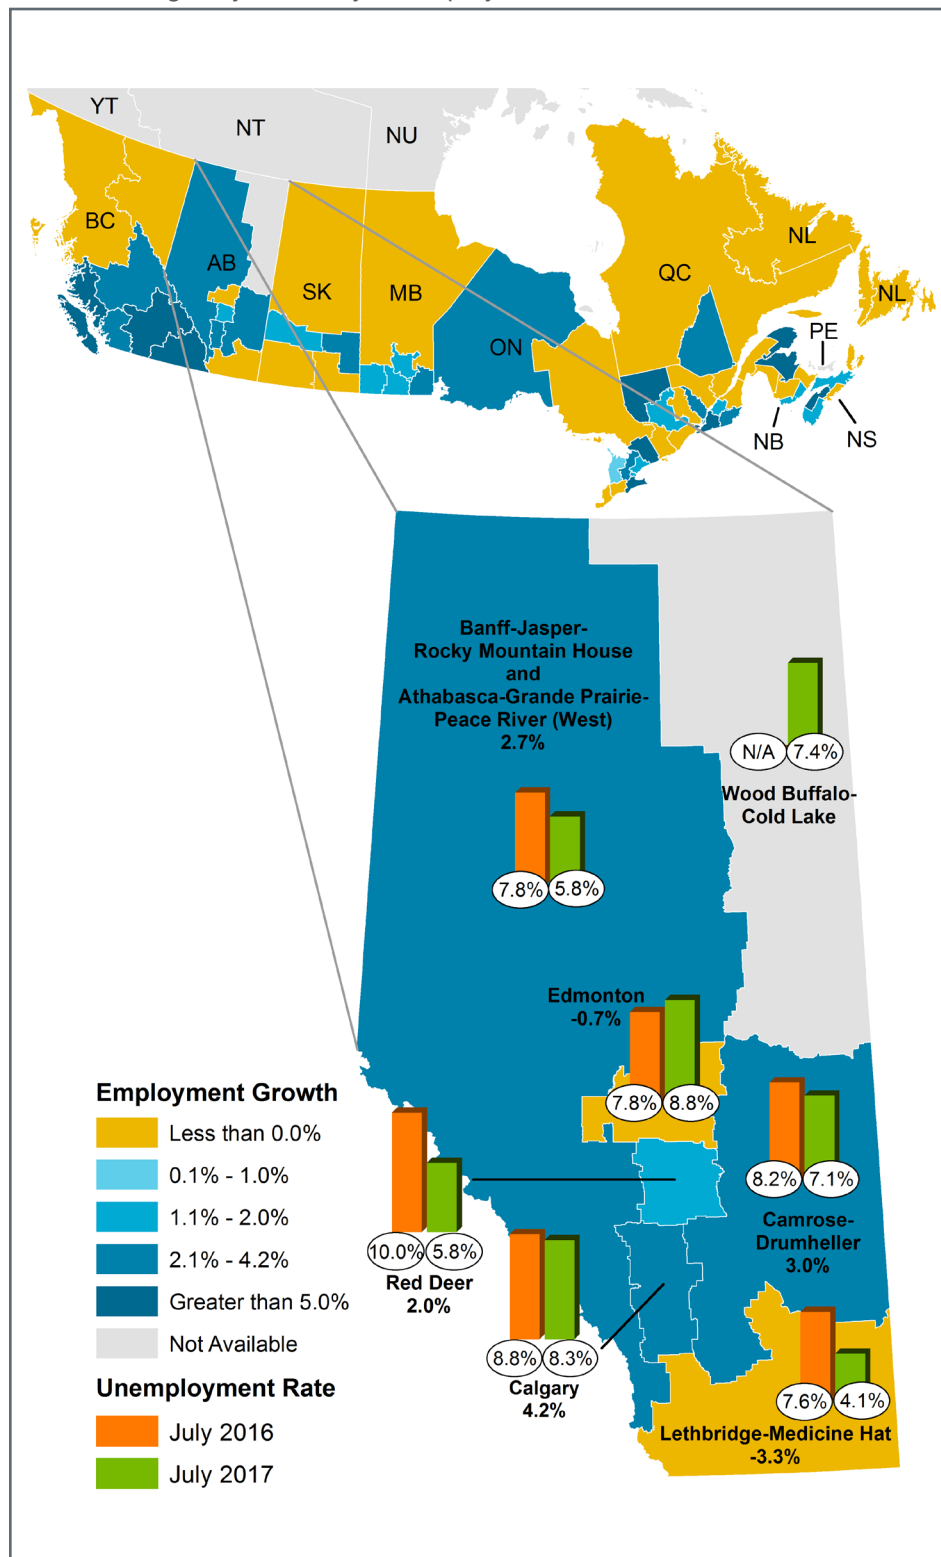 YT
NT
NU
BC
AB
SK
MB
ON
QC
NL
NL
PE
NB
NS
Banff-Jasper-
Rocky Mountain House
and
Athabasca-Grande Prairie-
Peace River (West)
2.7%
7.8% 5.8%
N/A 7.4%
Wood Buffalo-
Cold Lake
Edmonton
-0.7%
7.8% 8.8%
8.2% 7.1%
Camrose-
Drumheller
3.0%
10.0% 5.8%
Red Deer
2.0%
8.8% 8.3%
Calgary
4.2%
7.6% 4.1%
Lethbridge-Medicine Hat
-3.3%
Employment Growth
Less than 0.0%
0.1% - 1.0%
1.1% - 2.0%
2.1% - 4.2%
Greater than 5.0%
Not Available
Unemployment Rate
July 2016
July 2017